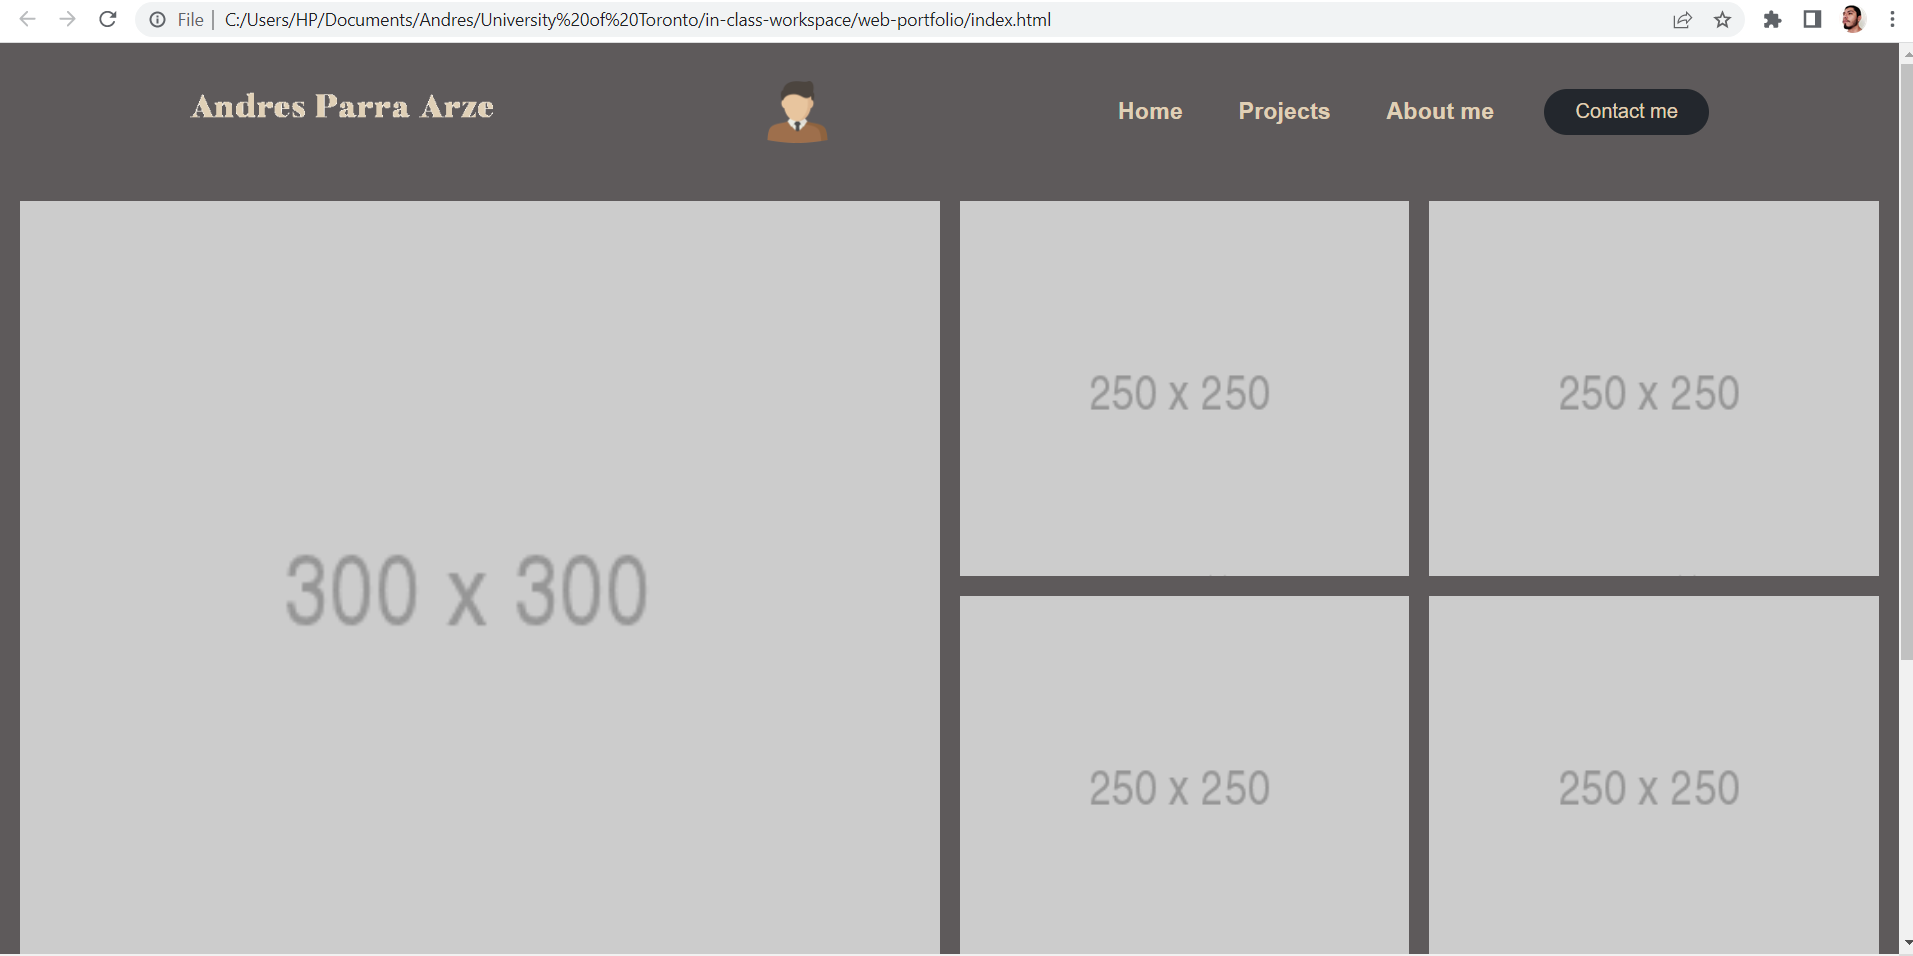 File | C:/Users/HP/Documents/Andres/University%20of%20Toronto/in-class-workspace/web-portfolio/index.html
Andres Parra Arze
Home Projects About me Contact me
300 x 300
250 x 250
250 x 250
250 x 250
250 x 250